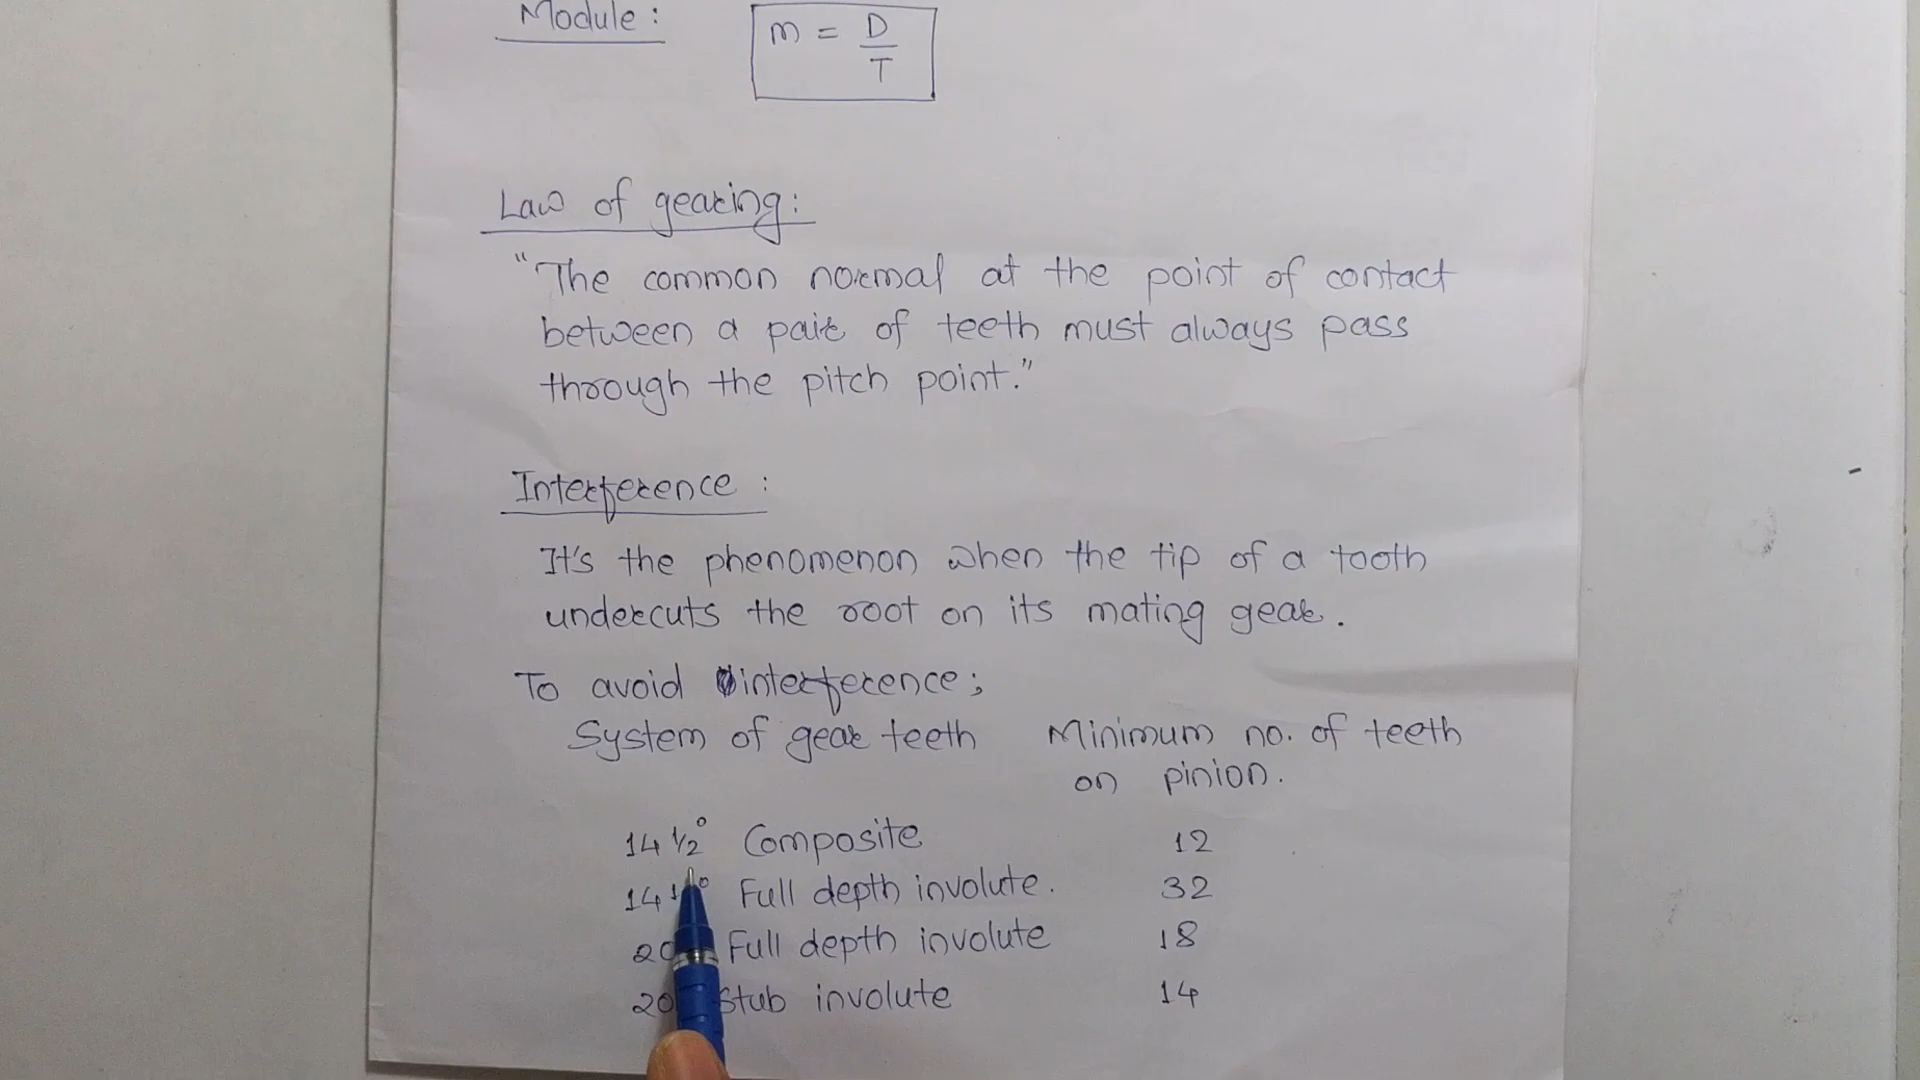 Module :
m = D/T
Law of gearing:
"The common normal at the point of contact
between a pair of teeth must always pass
through the pitch point."
Interference :
It's the phenomenon when the tip of a tooth
undercuts the root on its mating gear.
To avoid interference;
System of gear teeth Minimum no. of teeth
on pinion.
14 1/2° Composite 12
14 Full depth involute. 32
20 Full depth involute 18
20 Stub involute 14